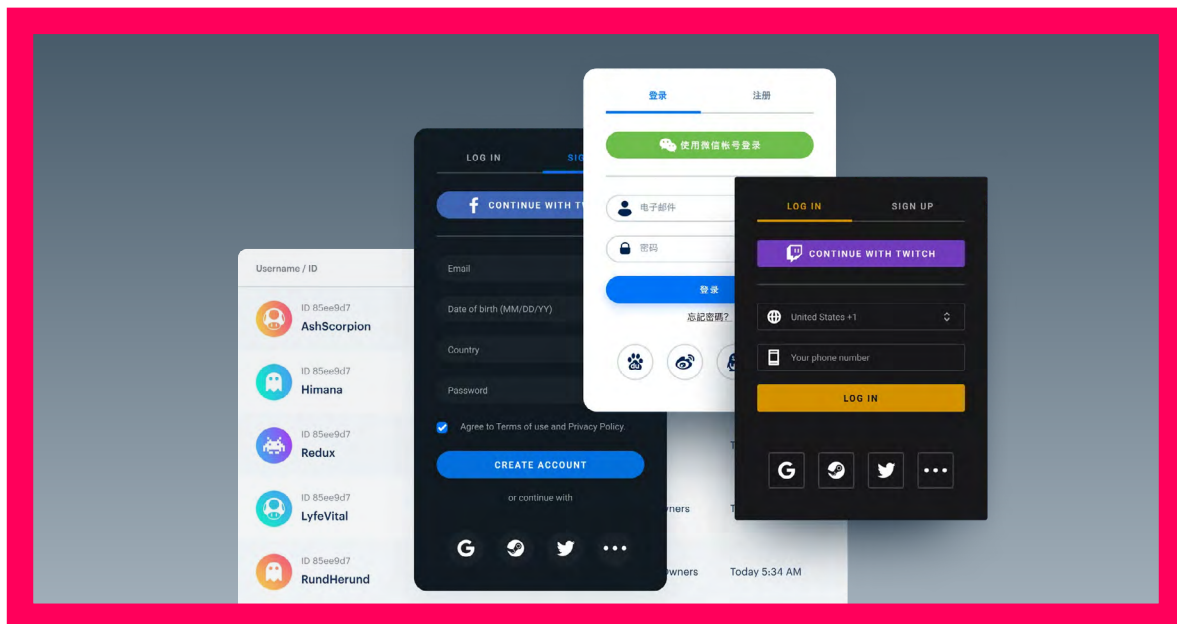 Username / ID
ID 85ee9d7
AshScorpion
ID 85ee9d7
Himana
ID 85ee9d7
Redux
ID 85ee9d7
LyfeVital
ID 85ee9d7
RundHerund
Today 5:34 AM
LOG IN
CONTINUE WITH
Email
Date of birth (MM/DD/YY)
Country
Password
Agree to Terms of use and Privacy Policy.
CREATE ACCOUNT
or continue with
登录 注册
使用微信帐号登录
电子邮件
密码
登录
忘記密碼?
du
LOG IN SIGN UP
CONTINUE WITH TWITCH
United States +1
Your phone number
LOG IN